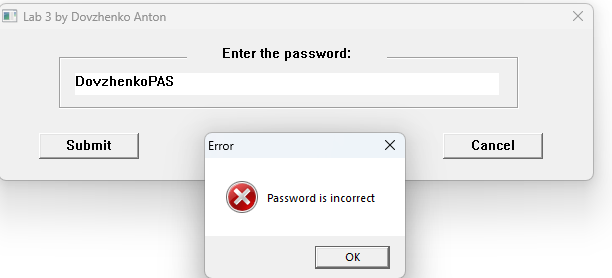 Lab 3 by Dovzhenko Anton
Enter the password:
DovzhenkoPAS
Submit
Cancel
Error
Password is incorrect
OK